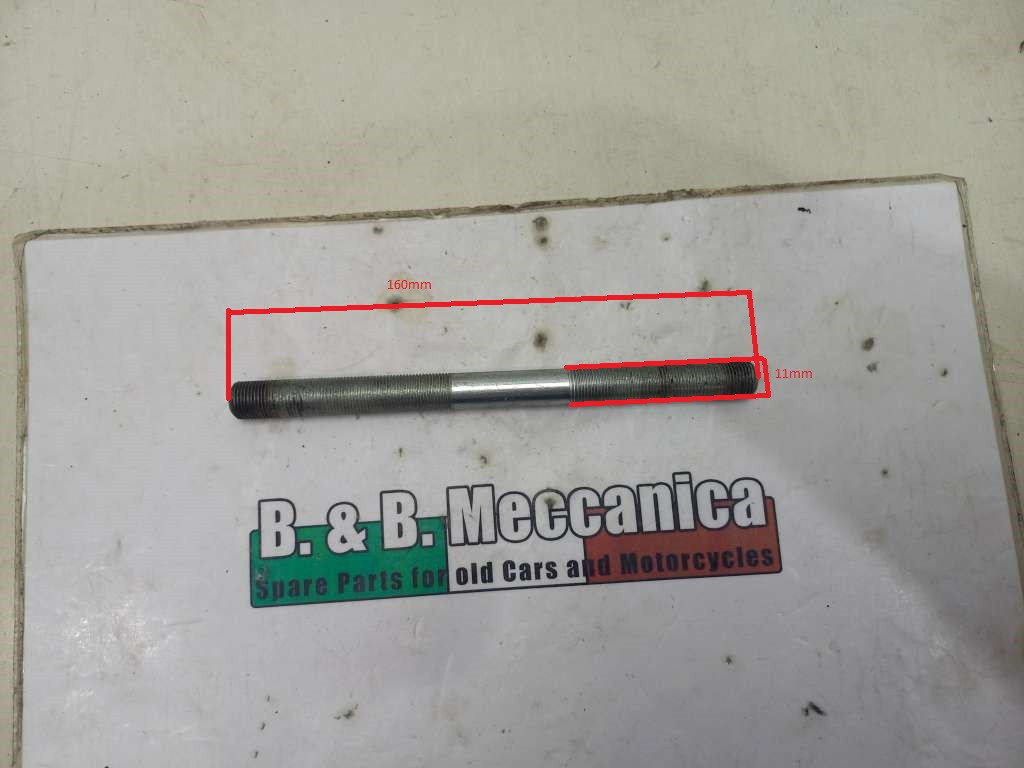 160mm
11mm
B. & B. Meccanica
Spare Parts for old Cars and Motorcycles